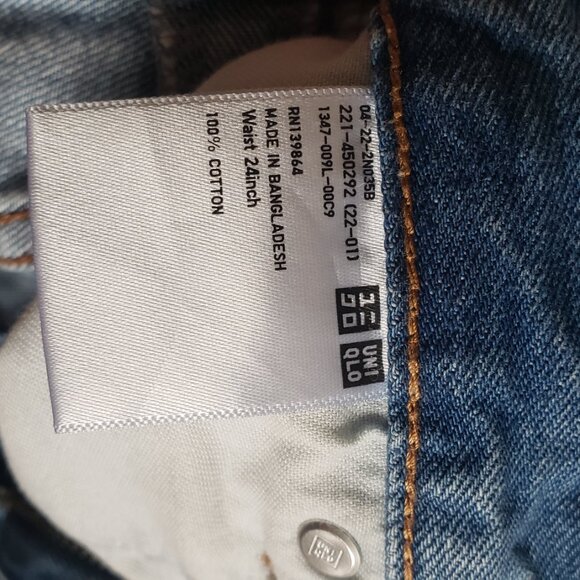 04-22-2N035B
221-450292 (22-01)
1347-009L-00C9
ユニ
クロ
UNI
QLO
RN139864
MADE IN BANGLADESH
Waist 24inch
100% COTTON